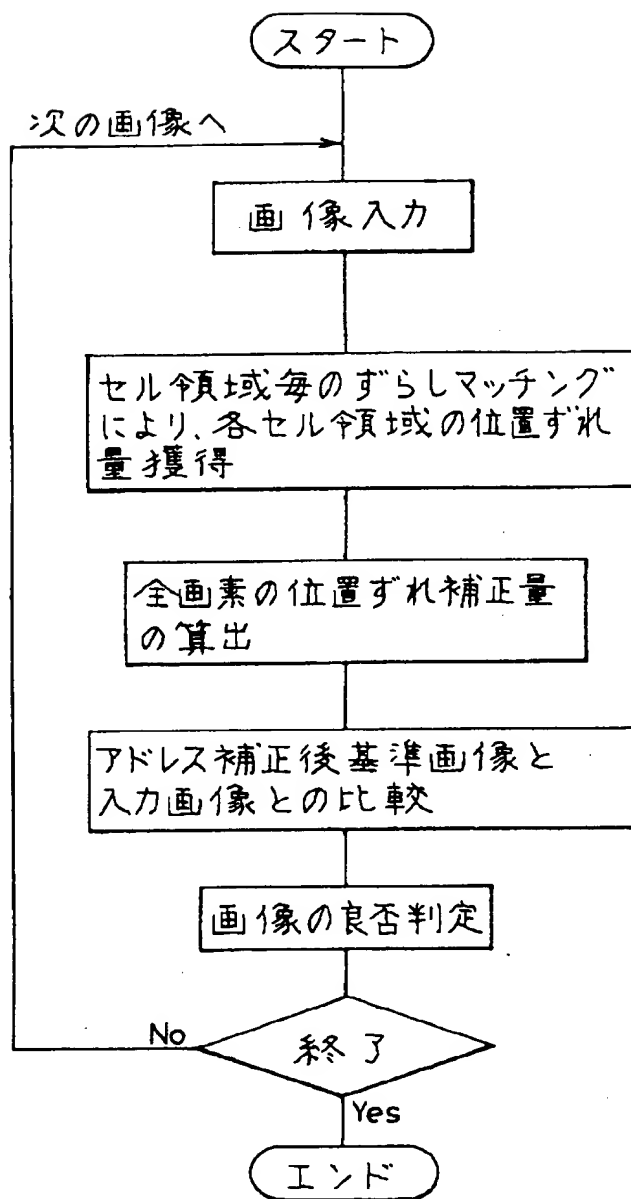 スタート
次の画像へ
画像入力
セル領域毎のずらしマッチング
により、各セル領域の位置ずれ
量獲得
全画素の位置ずれ補正量
の算出
アドレス補正後基準画像と
入力画像との比較
画像の良否判定
No
終了
Yes
エンド